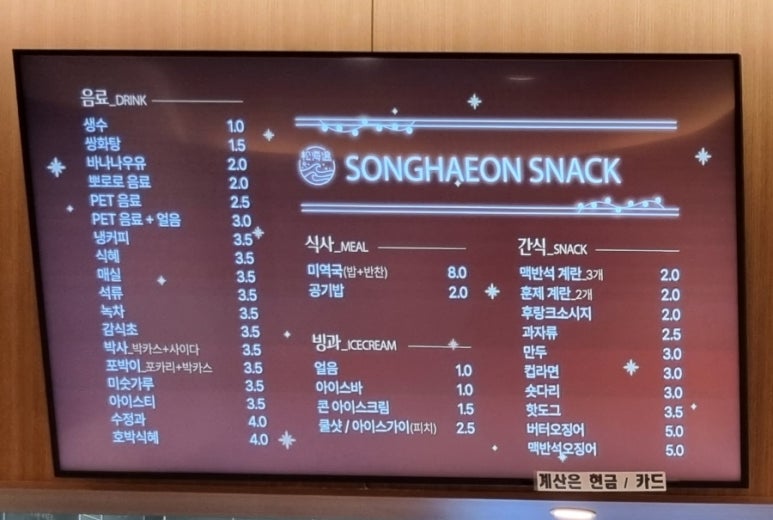 음료_DRINK
생수 1.0
쌍화탕 1.5
바나나우유 2.0
뽀로로 음료 2.0
PET 음료 2.5
PET 음료 + 얼음 3.0
냉커피 3.5
식혜 3.5
매실 3.5
석류 3.5
녹차 3.5
감식초 3.5
박사_박카스+사이다 3.5
포박이_포카리+박카스 3.5
미숫가루 3.5
아이스티 3.5
수정과 4.0
호박식혜 4.0
松海溫
SONGHAEON SNACK
식사_MEAL
미역국(밥+반찬) 8.0
공기밥 2.0
빙과_ICECREAM
얼음 1.0
아이스바 1.0
콘 아이스크림 1.5
쿨샷 / 아이스가이(피치) 2.5
간식_SNACK
맥반석 계란_3개 2.0
훈제 계란_2개 2.0
후랑크소시지 2.0
과자류 2.5
만두 3.0
컵라면 3.0
숏다리 3.0
핫도그 3.5
버터오징어 5.0
맥반석오징어 5.0
계산은 현금 / 카드